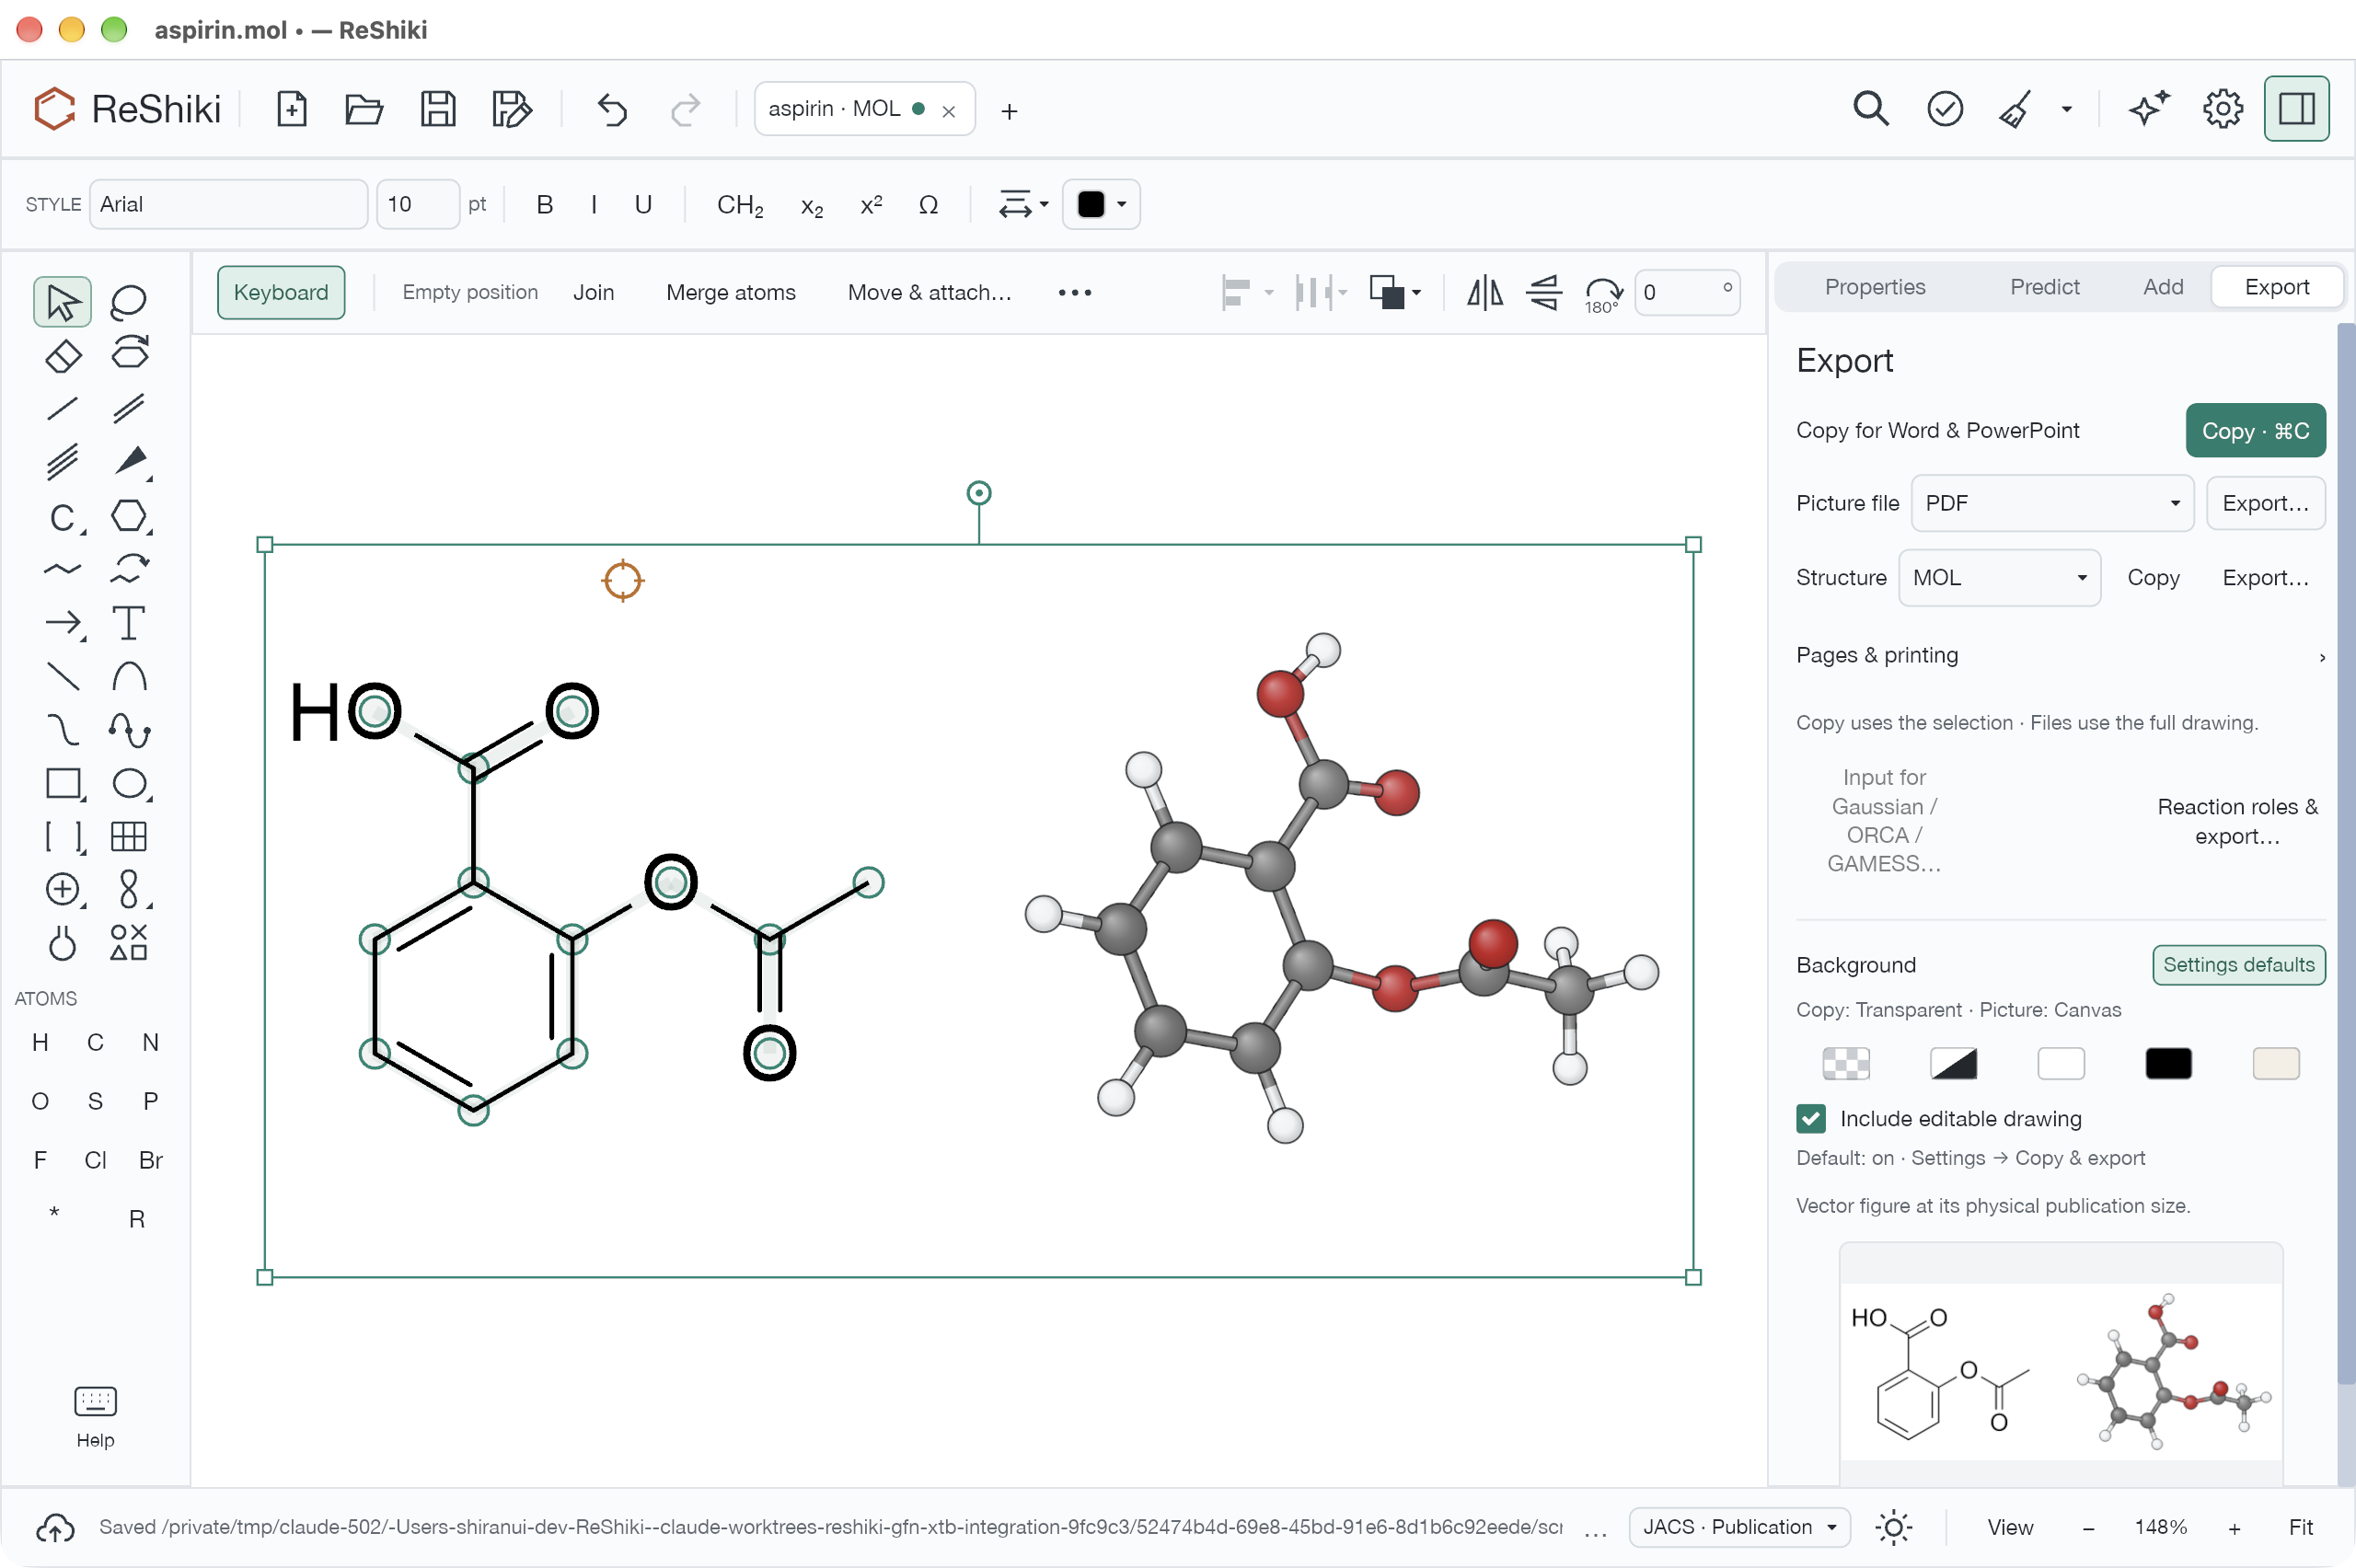 aspirin.mol • — ReShiki
ReShiki
aspirin · MOL
STYLE Arial 10 pt B I U CH₂ x₂ x² Ω
Keyboard Empty position Join Merge atoms Move & attach... 180° 0 °
Properties Predict Add Export
Export
Copy for Word & PowerPoint Copy · ⌘C
Picture file PDF Export...
Structure MOL Copy Export...
Pages & printing
Copy uses the selection · Files use the full drawing.
Input for
Gaussian /
ORCA /
GAMESS...
Reaction roles &
export...
Background Settings defaults
Copy: Transparent · Picture: Canvas
Include editable drawing
Default: on · Settings → Copy & export
Vector figure at its physical publication size.
HO O
O
O
HO O
O
O
C
T
ATOMS
H C N
O S P
F Cl Br
* R
Help
Saved /private/tmp/claude-502/-Users-shiranui-dev-ReShiki--claude-worktrees-reshiki-gfn-xtb-integration-9fc9c3/52474b4d-69e8-45bd-91e6-8d1b6c92eede/scr ...
JACS · Publication View − 148% + Fit